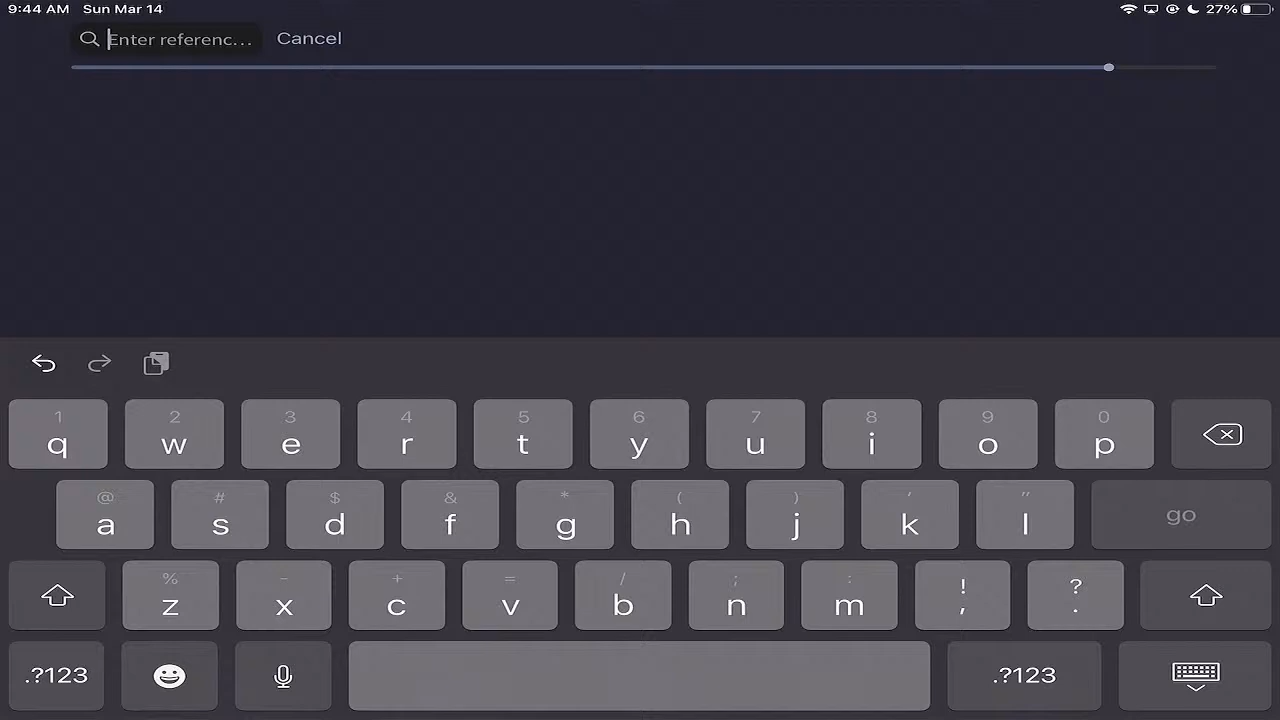 9:44 AM Sun Mar 14 27%
Enter referenc... Cancel
1 2 3 4 5 6 7 8 9 0
q w e r t y u i o p
@ # $ & * ( ) ' "
a s d f g h j k l go
% - + = / ; : ! ?
z x c v b n m , .
.?123 .?123